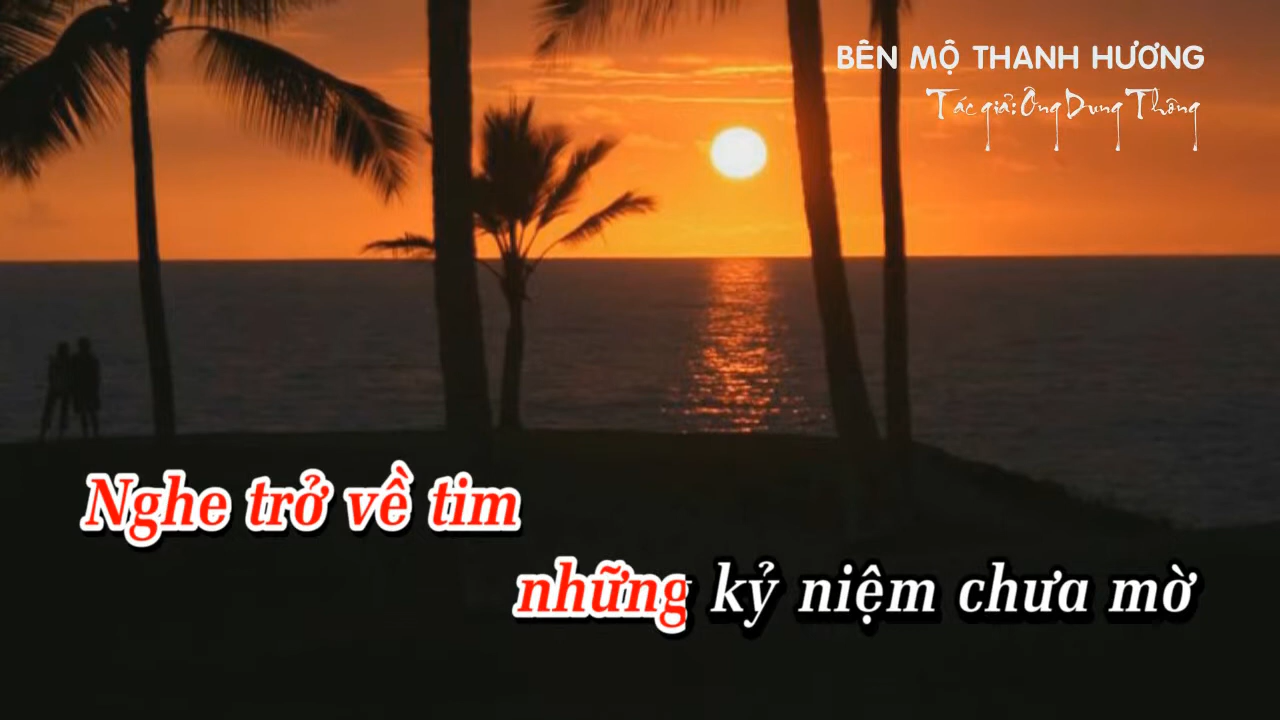 BÊN MỘ THANH HƯƠNG
Tác giả: Ông Dung Thông
Nghe trở về tim
những kỷ niệm chưa mờ